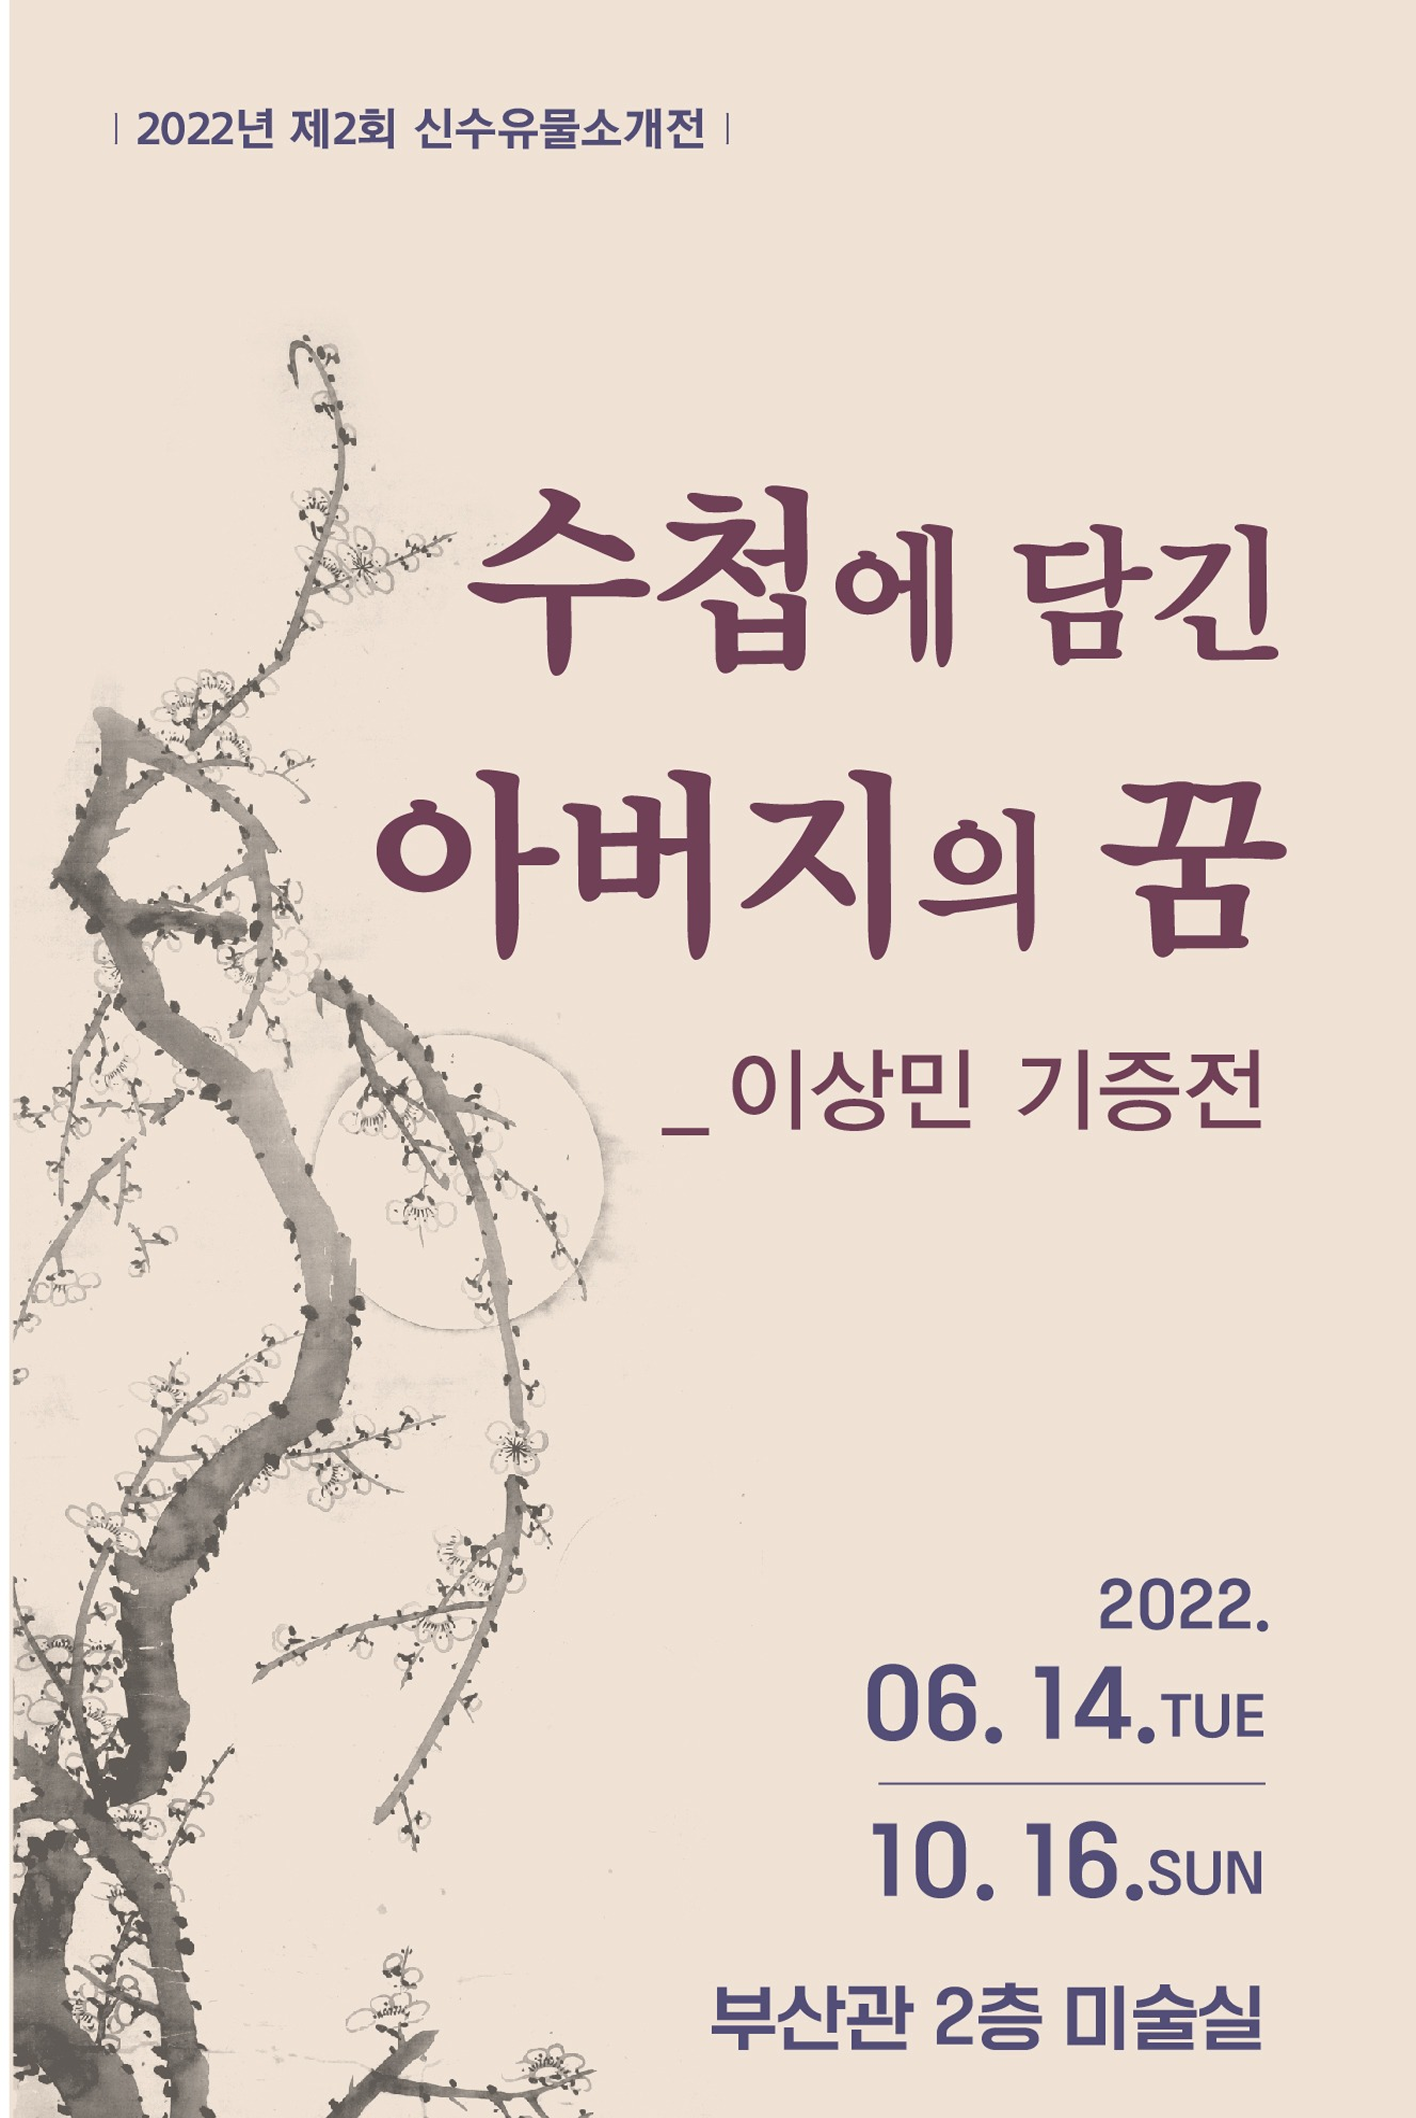 | 2022년 제2회 신수유물소개전 |
수첩에 담긴
아버지의 꿈
_ 이상민 기증전
2022.
06. 14.TUE
10. 16.SUN
부산관 2층 미술실